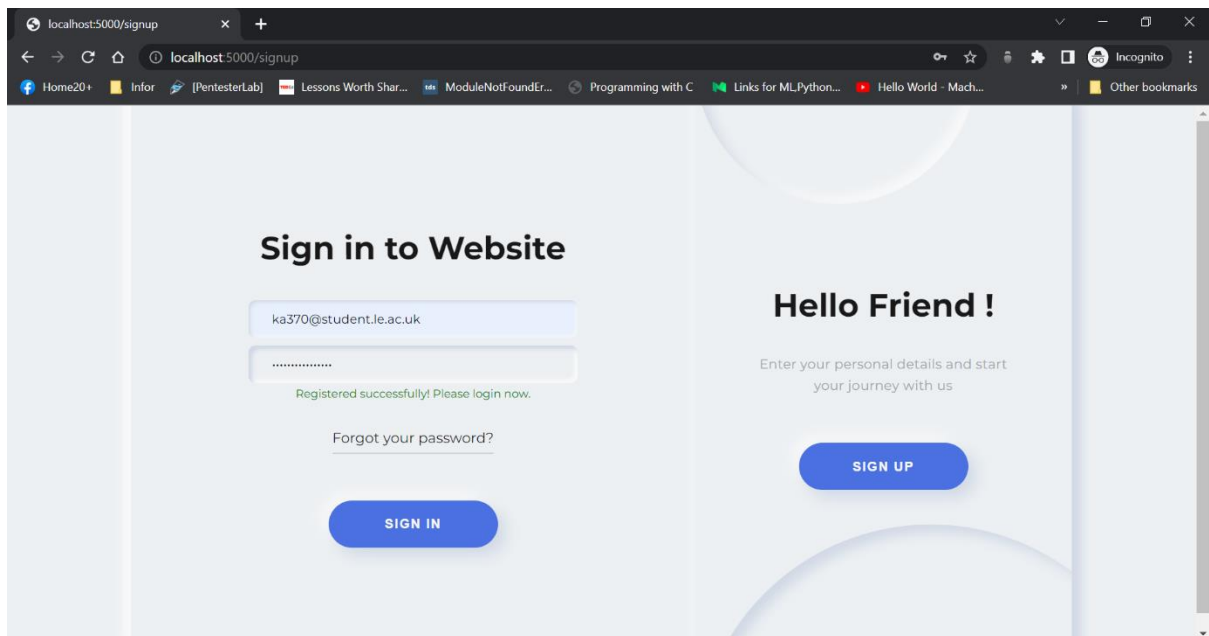 localhost:5000/signup
localhost:5000/signup
Incognito
Home20+
Infor
[PentesterLab]
Lessons Worth Shar...
ModuleNotFoundEr...
Programming with C
Links for ML,Python...
Hello World - Mach...
»
Other bookmarks
Sign in to Website
ka370@student.le.ac.uk
................
Registered successfully! Please login now.
Forgot your password?
SIGN IN
Hello Friend !
Enter your personal details and start
your journey with us
SIGN UP